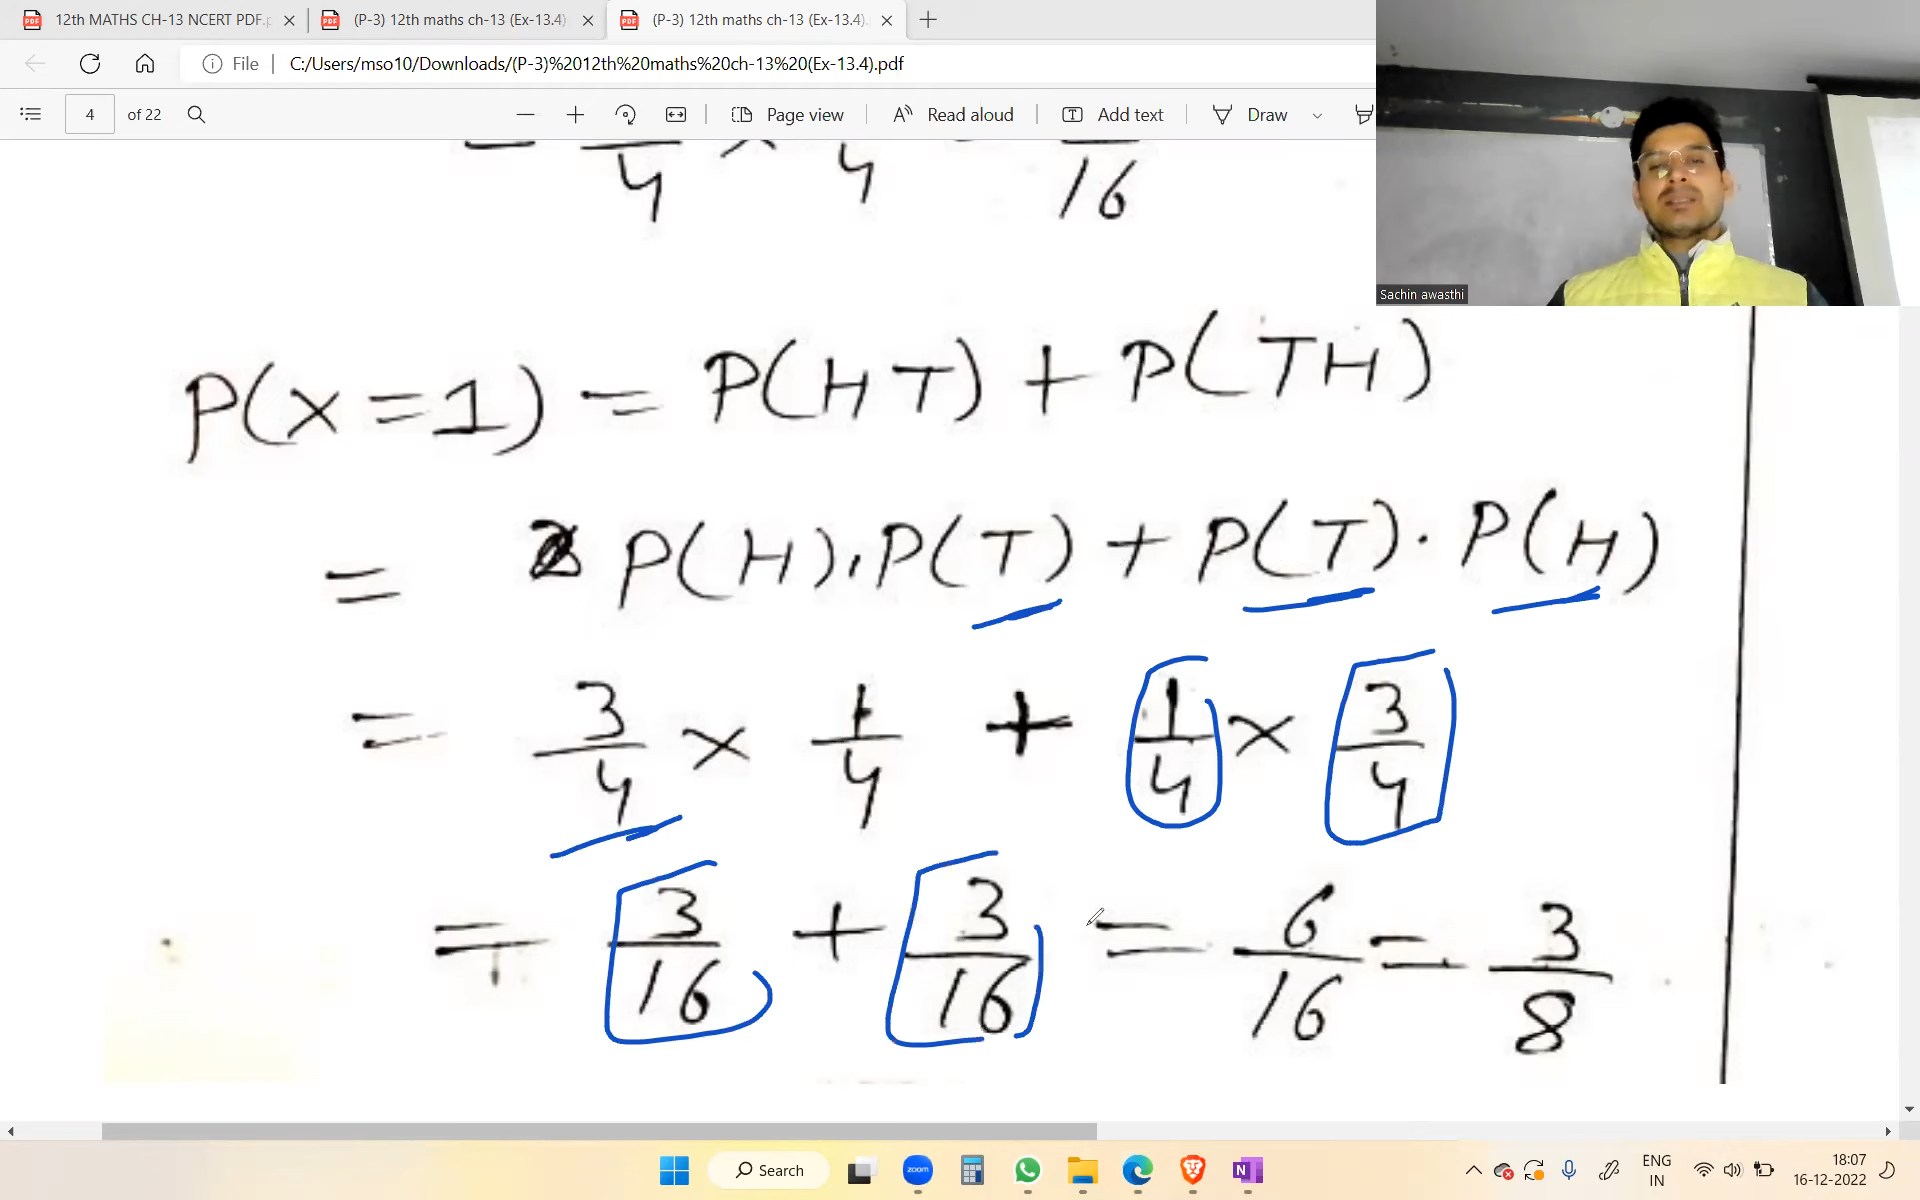 12th MATHS CH-13 NCERT PDF.p
(P-3) 12th maths ch-13 (Ex-13.4)
(P-3) 12th maths ch-13 (Ex-13.4).
File
C:/Users/mso10/Downloads/(P-3)%2012th%20maths%20ch-13%20(Ex-13.4).pdf
4 of 22
Page view
Read aloud
Add text
Draw
Sachin awasthi
4 4 16
P(X=1) = P(HT) + P(TH)
= P(H).P(T) + P(T). P(H)
= 3/4 × 1/4 + 1/4 × 3/4
= 3/16 + 3/16 = 6/16 = 3/8
Search
zoom
ENG
IN
18:07
16-12-2022